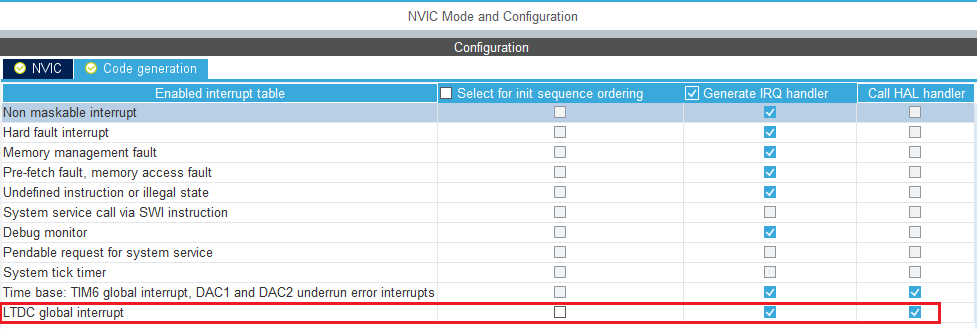 NVIC Mode and Configuration
Configuration
NVIC Code generation
Enabled interrupt table Select for init sequence ordering Generate IRQ handler Call HAL handler
Non maskable interrupt
Hard fault interrupt
Memory management fault
Pre-fetch fault, memory access fault
Undefined instruction or illegal state
System service call via SWI instruction
Debug monitor
Pendable request for system service
System tick timer
Time base: TIM6 global interrupt, DAC1 and DAC2 underrun error interrupts
LTDC global interrupt